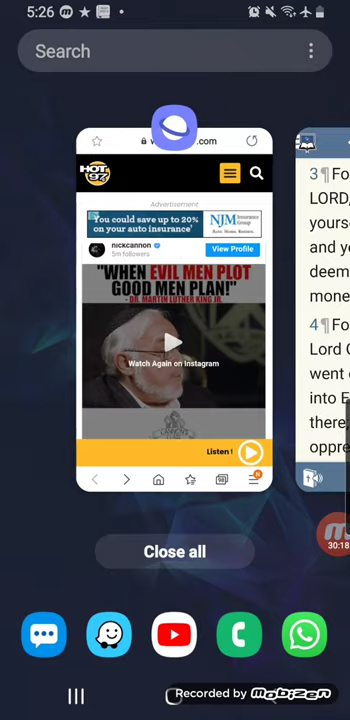 5:26
Search
w .com
HOT
97
Advertisement
You could save up to 20%
on your auto insurance*
NJM Insurance
Group
nickcannon
5m followers
View Profile
"WHEN EVIL MEN PLOT
GOOD MEN PLAN!"
- DR. MARTIN LUTHER KING JR.
Watch Again on Instagram
Listen
N
3 ¶ Fo
LORD,
yourse
and ye
deem
mone
4 ¶ Fo
Lord G
went
into E
there;
oppre
30:18
Close all
Recorded by mobizen